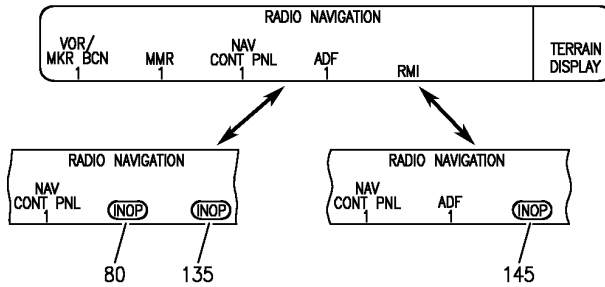 RADIO NAVIGATION
VOR/
MKR BCN
1
MMR
1
NAV
CONT PNL
1
ADF
1
RMI
TERRAIN
DISPLAY
RADIO NAVIGATION
NAV
CONT PNL
1
INOP
INOP
80
135
RADIO NAVIGATION
NAV
CONT PNL
1
ADF
1
INOP
145